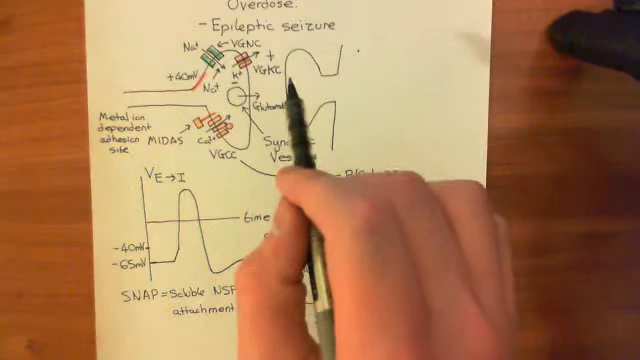 Overdose.
- Epileptic seizure
Na+
VGNC
+
+40mV
K+
VGKC
Na+
-
Metal ion
dependent
adhesion
site
MIDAS
Ca2+
VGCC
VE→I
time
-40mV
-65mV
SNAP = Soluble NSF
attachment